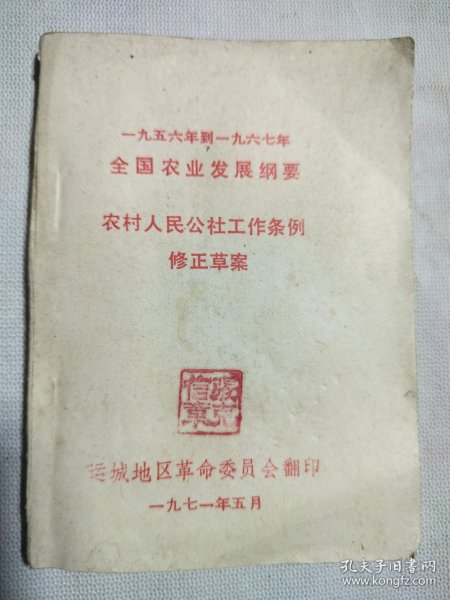 一九五六年到一九六七年
全国农业发展纲要
农村人民公社工作条例
修正草案
运城地区革命委员会翻印
一九七一年五月
孔夫子旧书网
www.kongfz.com